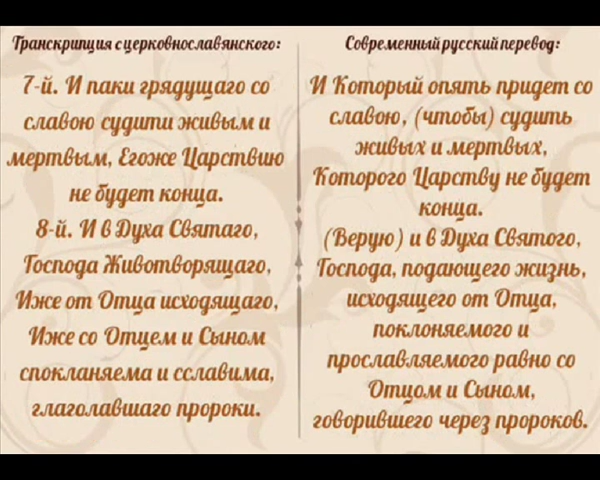 Транскрипция с церковнославянского:
7-й. И паки грядущаго со
славою судити живым и
мертвым, Егоже Царствию
не будет конца.
8-й. И в Духа Святаго,
Господа Животворящаго,
Иже от Отца исходящаго,
Иже со Отцем и Сыном
спокланяема и сславима,
глаголавшаго пророки.
Современный русский перевод:
И Который опять придет со
славою, (чтобы) судить
живых и мертвых,
Которого Царству не будет
конца.
(Верую) и в Духа Святого,
Господа, подающего жизнь,
исходящего от Отца,
поклоняемого и
прославляемого равно со
Отцом и Сыном,
говорившего через пророков.